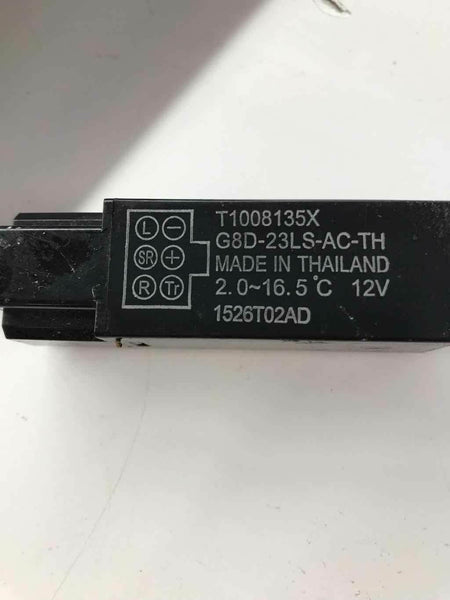 L −
SR +
R Tr
T1008135X
G8D-23LS-AC-TH
MADE IN THAILAND
2.0~16.5°C 12V
1526T02AD